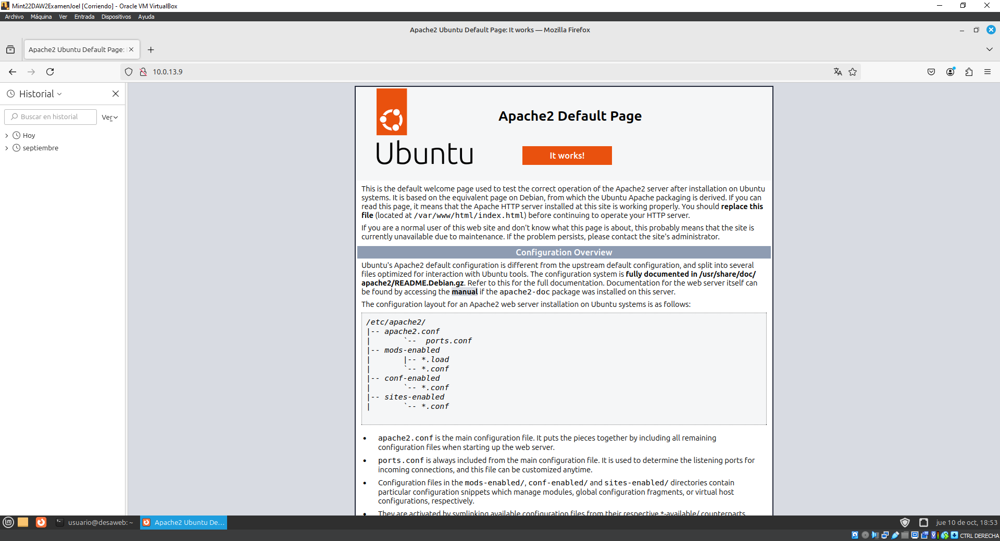 Mint22DAW2ExamenJoel [Corriendo] - Oracle VM VirtualBox
Archivo Máquina Ver Entrada Dispositivos Ayuda
Apache2 Ubuntu Default Page: It works — Mozilla Firefox
Apache2 Ubuntu Default Page:
10.0.13.9
Historial
Buscar en historial
Ver
Hoy
septiembre
Ubuntu
Apache2 Default Page
It works!
This is the default welcome page used to test the correct operation of the Apache2 server after installation on Ubuntu
systems. It is based on the equivalent page on Debian, from which the Ubuntu Apache packaging is derived. If you can
read this page, it means that the Apache HTTP server installed at this site is working properly. You should replace this
file (located at /var/www/html/index.html) before continuing to operate your HTTP server.
If you are a normal user of this web site and don't know what this page is about, this probably means that the site is
currently unavailable due to maintenance. If the problem persists, please contact the site's administrator.
Configuration Overview
Ubuntu's Apache2 default configuration is different from the upstream default configuration, and split into several
files optimized for interaction with Ubuntu tools. The configuration system is fully documented in /usr/share/doc/
apache2/README.Debian.gz. Refer to this for the full documentation. Documentation for the web server itself can
be found by accessing the manual if the apache2-doc package was installed on this server.
The configuration layout for an Apache2 web server installation on Ubuntu systems is as follows:
/etc/apache2/
|-- apache2.conf
|       `--  ports.conf
|-- mods-enabled
|       |-- *.load
|       `-- *.conf
|-- conf-enabled
|       `-- *.conf
|-- sites-enabled
|       `-- *.conf
• apache2.conf is the main configuration file. It puts the pieces together by including all remaining
configuration files when starting up the web server.
• ports.conf is always included from the main configuration file. It is used to determine the listening ports for
incoming connections, and this file can be customized anytime.
• Configuration files in the mods-enabled/, conf-enabled/ and sites-enabled/ directories contain
particular configuration snippets which manage modules, global configuration fragments, or virtual host
configurations, respectively.
• They are activated by symlinking available configuration files from their respective *-available/ counterparts.
usuario@desaweb: ~
Apache2 Ubuntu De...
jue 10 de oct, 18:53
CTRL DERECHA